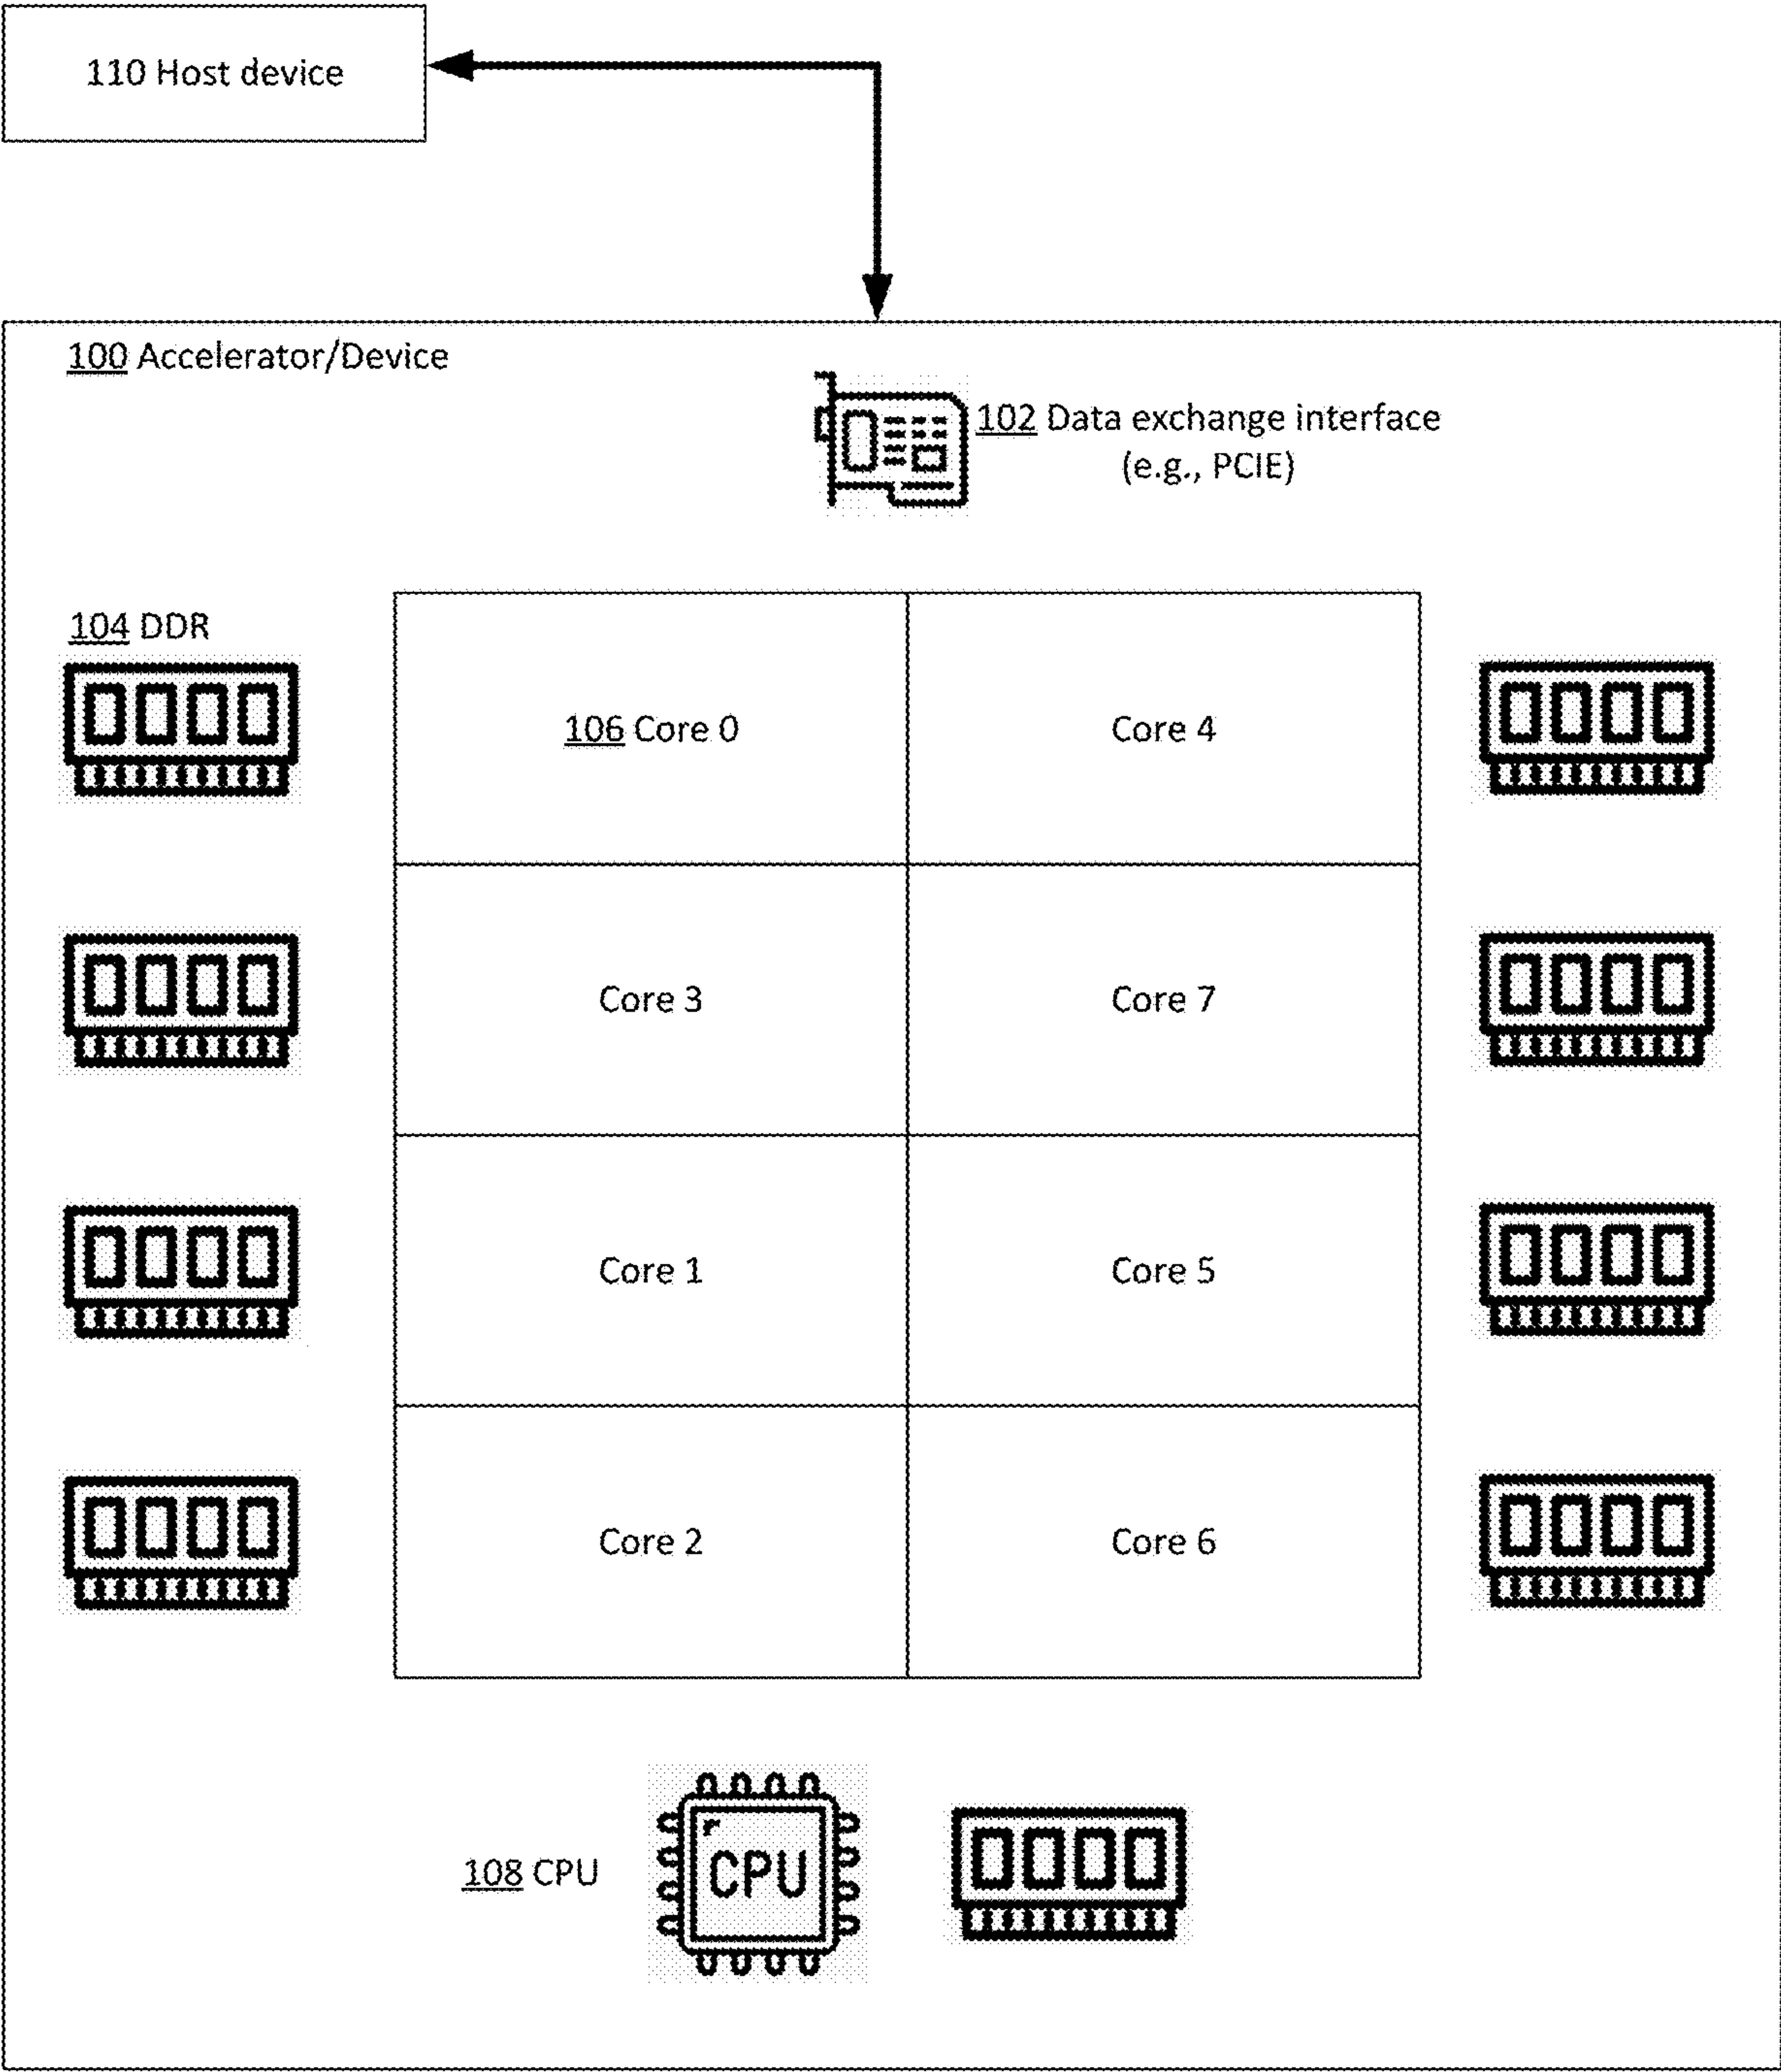 110 Host device
100 Accelerator/Device
102 Data exchange interface
(e.g., PCIE)
104 DDR
106 Core 0
Core 4
Core 3
Core 7
Core 1
Core 5
Core 2
Core 6
108 CPU
CPU